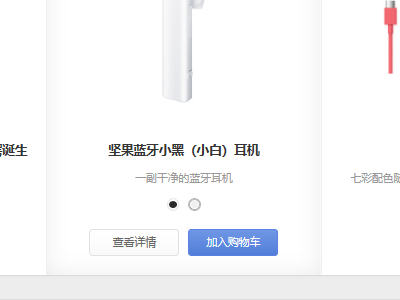 诞生
坚果蓝牙小黑（小白）耳机
一副干净的蓝牙耳机
七彩配色
查看详情
加入购物车